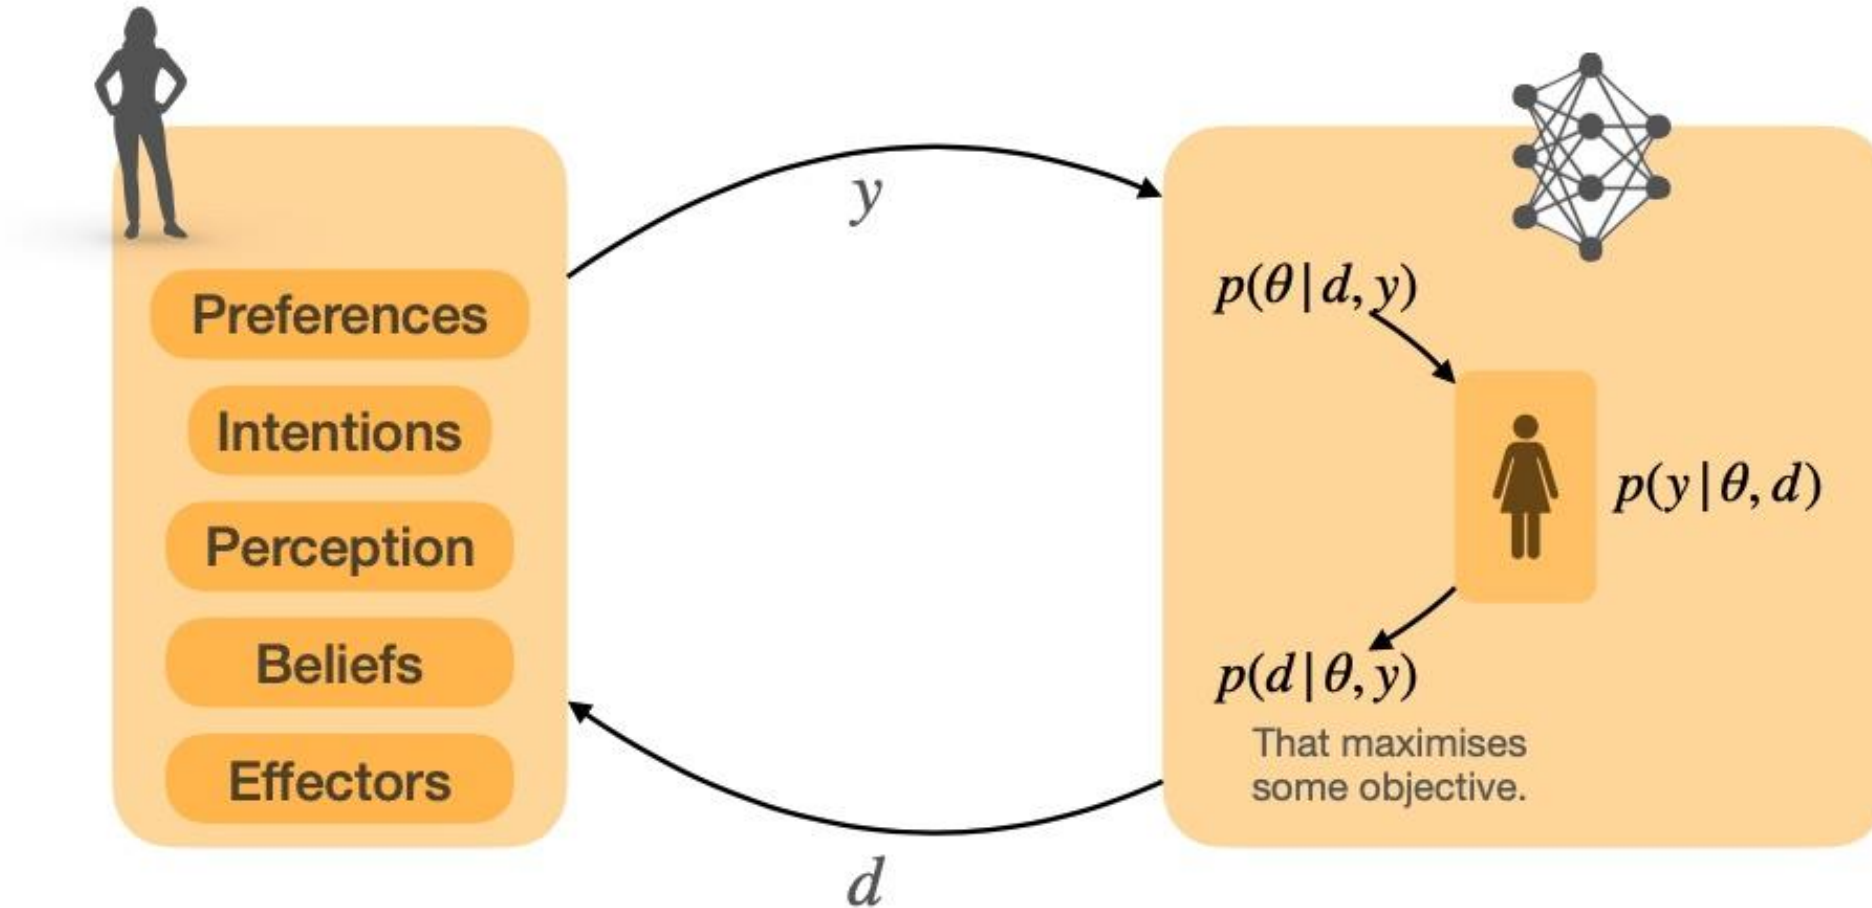 Preferences
Intentions
Perception
Beliefs
Effectors
y
d
p(θ|d, y)
p(y|θ, d)
p(d|θ, y)
That maximises
some objective.